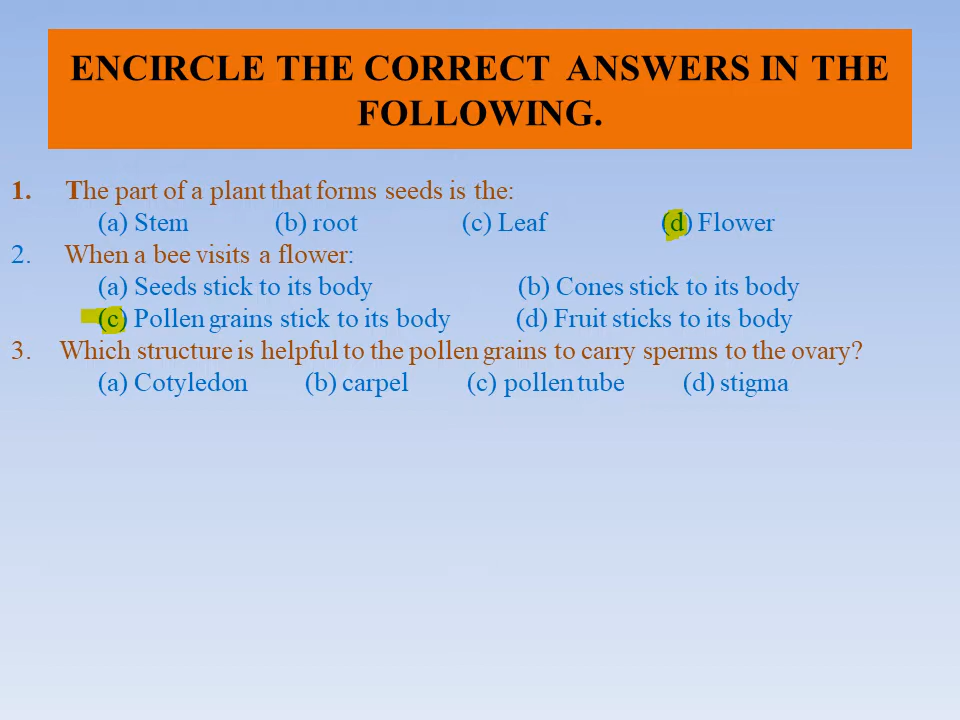 ENCIRCLE THE CORRECT ANSWERS IN THE
FOLLOWING.
1. The part of a plant that forms seeds is the:
(a) Stem (b) root (c) Leaf (d) Flower
2. When a bee visits a flower:
(a) Seeds stick to its body (b) Cones stick to its body
(c) Pollen grains stick to its body (d) Fruit sticks to its body
3. Which structure is helpful to the pollen grains to carry sperms to the ovary?
(a) Cotyledon (b) carpel (c) pollen tube (d) stigma